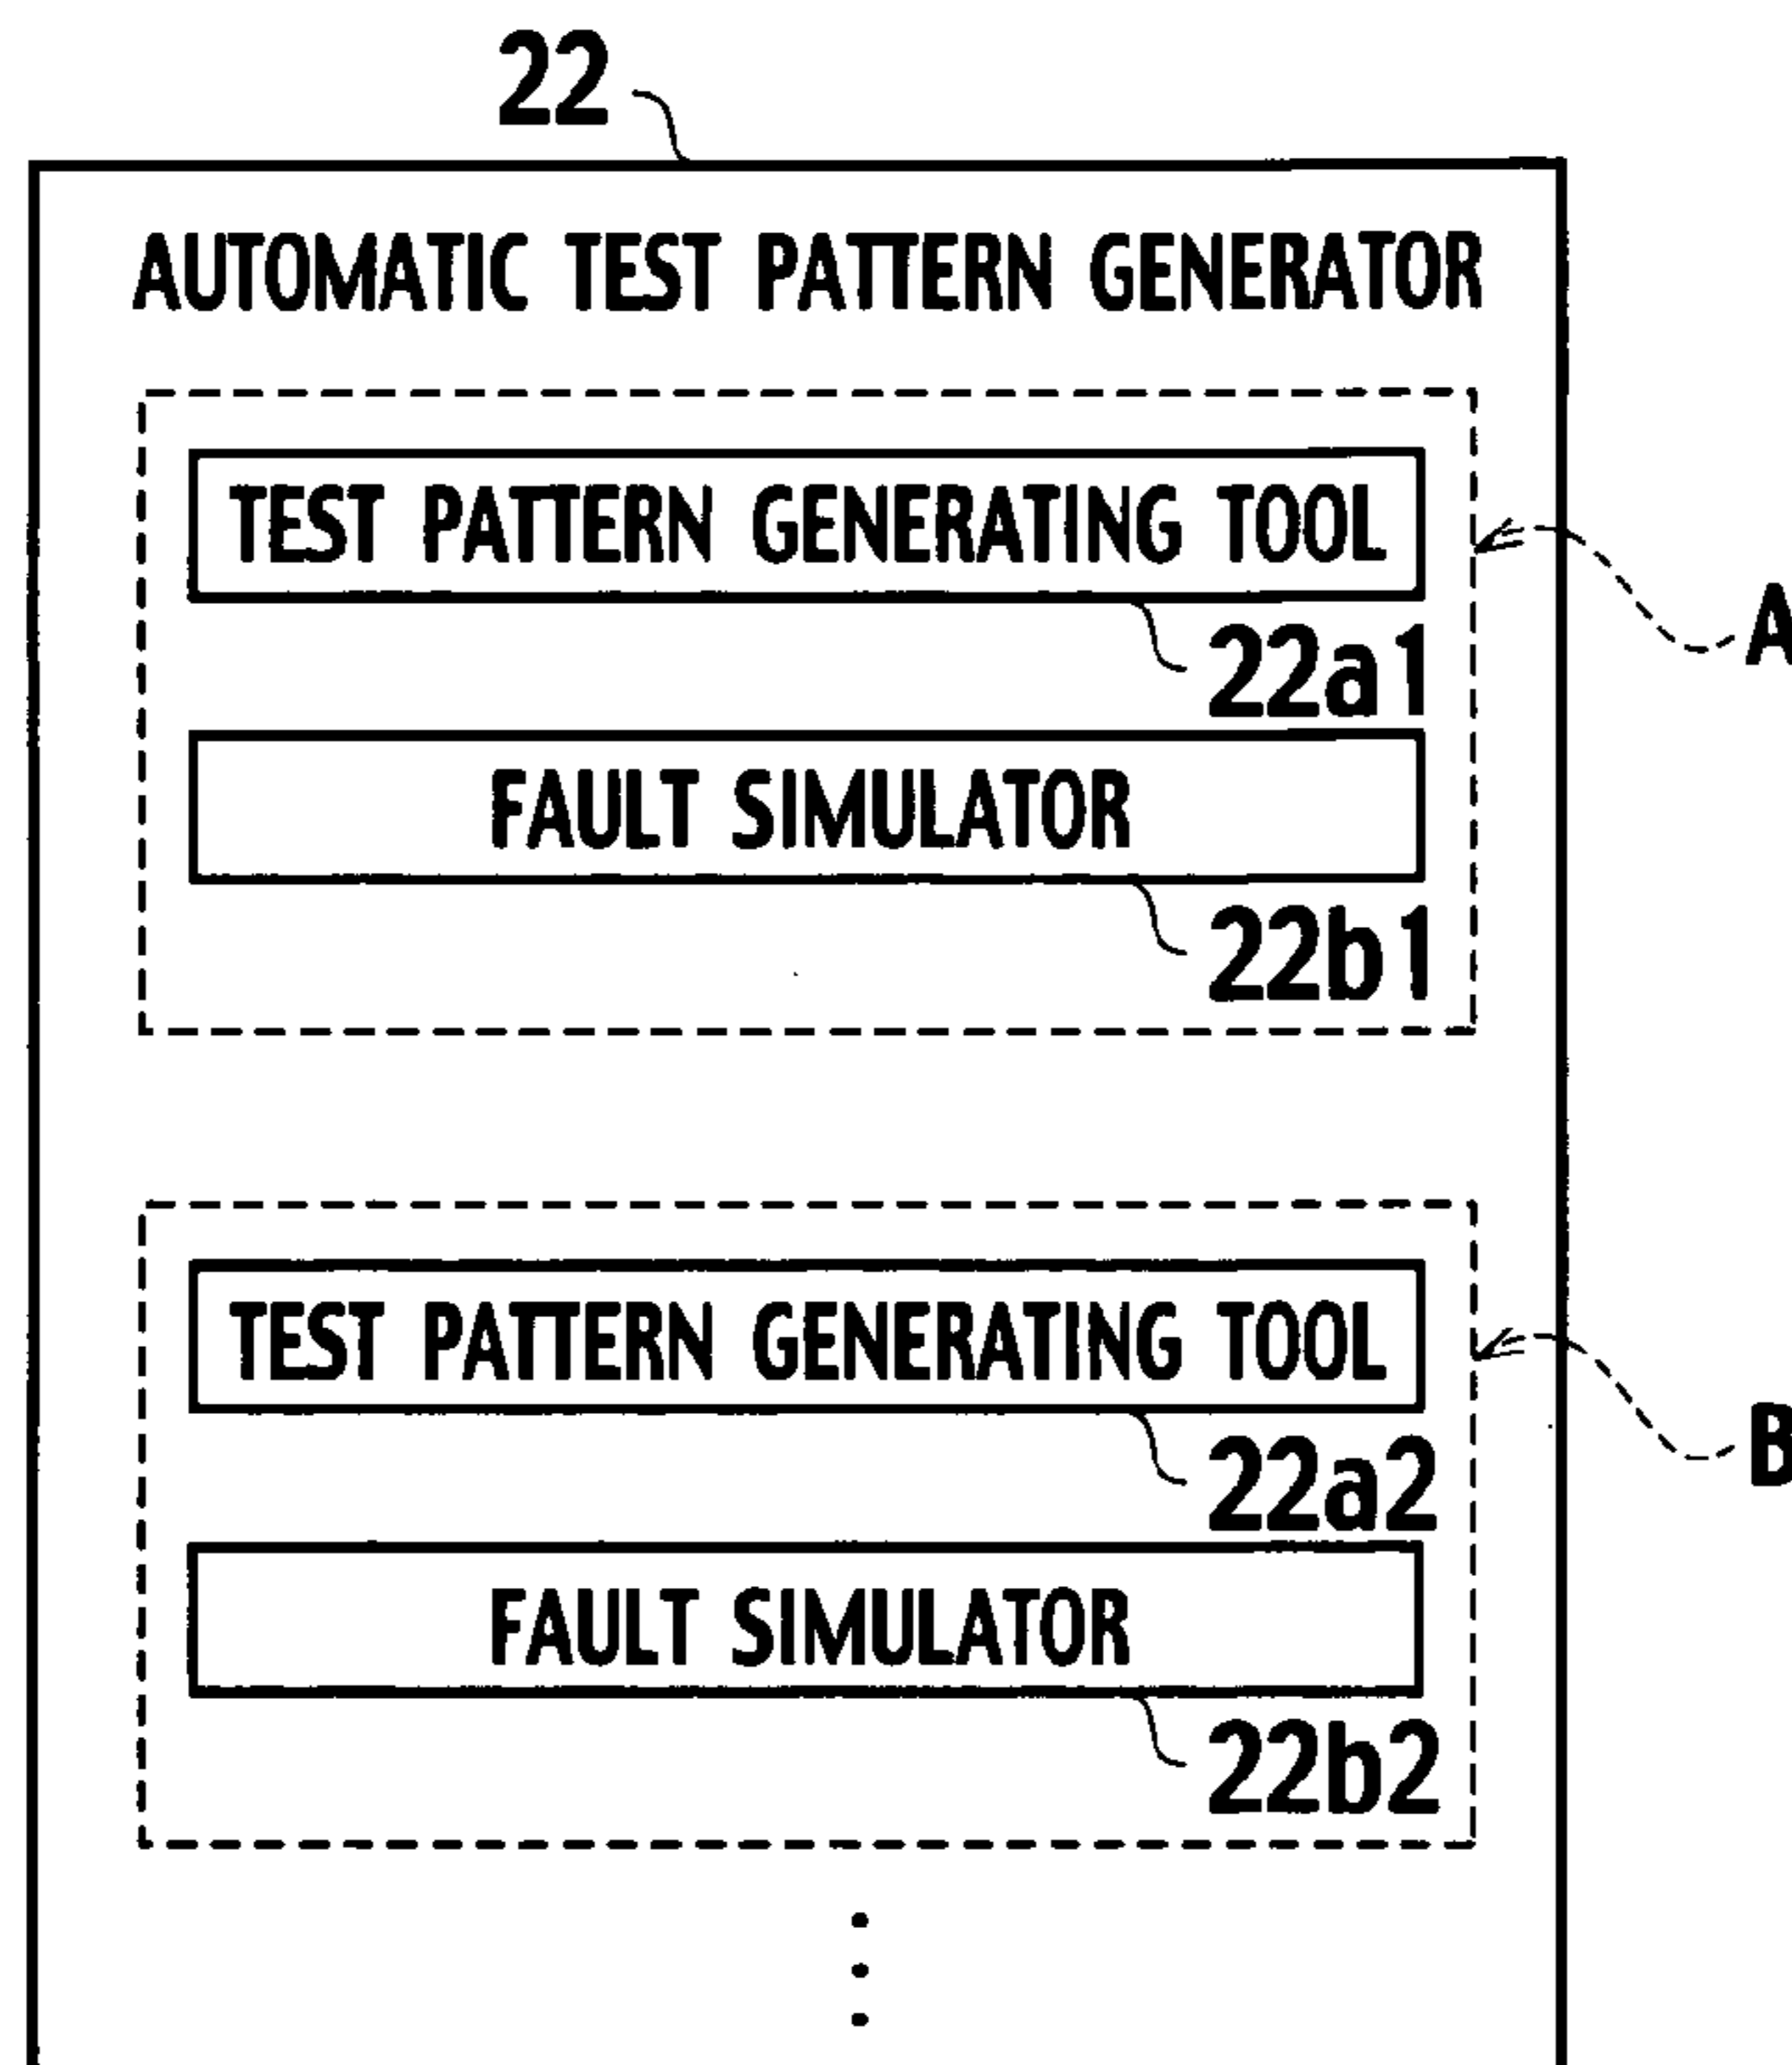 22
AUTOMATIC TEST PATTERN GENERATOR
TEST PATTERN GENERATING TOOL
A
22a1
FAULT SIMULATOR
22b1
TEST PATTERN GENERATING TOOL
B
22a2
FAULT SIMULATOR
22b2